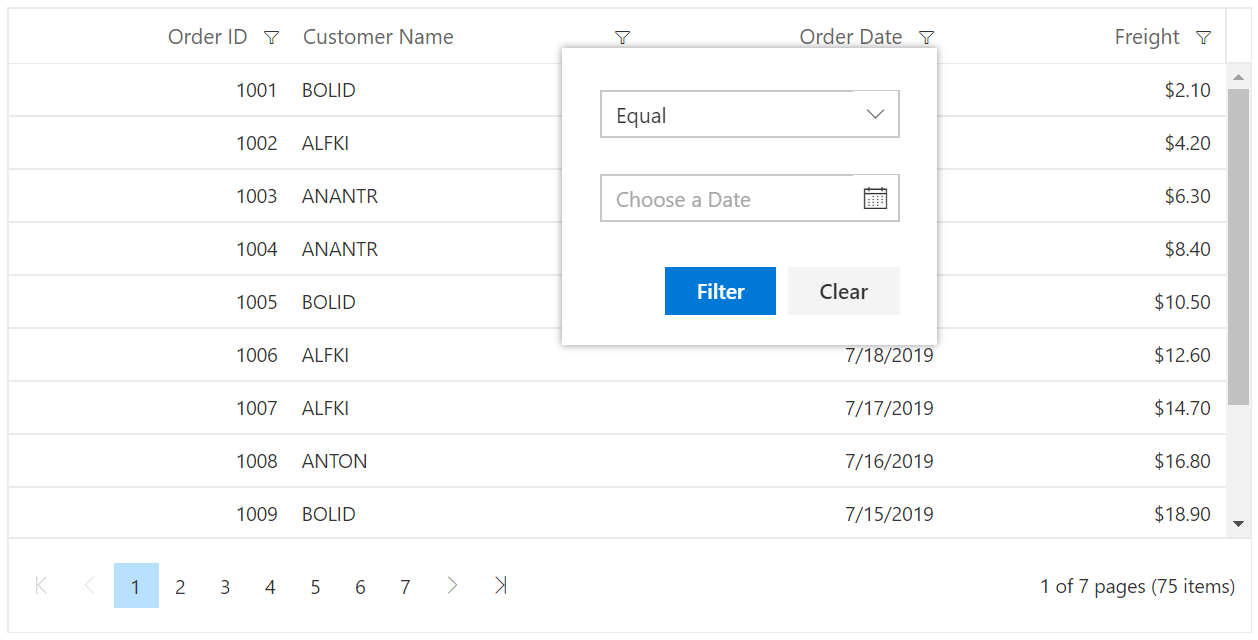 Order ID Customer Name Order Date Freight
1001 BOLID $2.10
Equal
1002 ALFKI $4.20
1003 ANANTR $6.30
Choose a Date
1004 ANANTR $8.40
1005 BOLID $10.50
Filter Clear
1006 ALFKI 7/18/2019 $12.60
1007 ALFKI 7/17/2019 $14.70
1008 ANTON 7/16/2019 $16.80
1009 BOLID 7/15/2019 $18.90
1 2 3 4 5 6 7 1 of 7 pages (75 items)